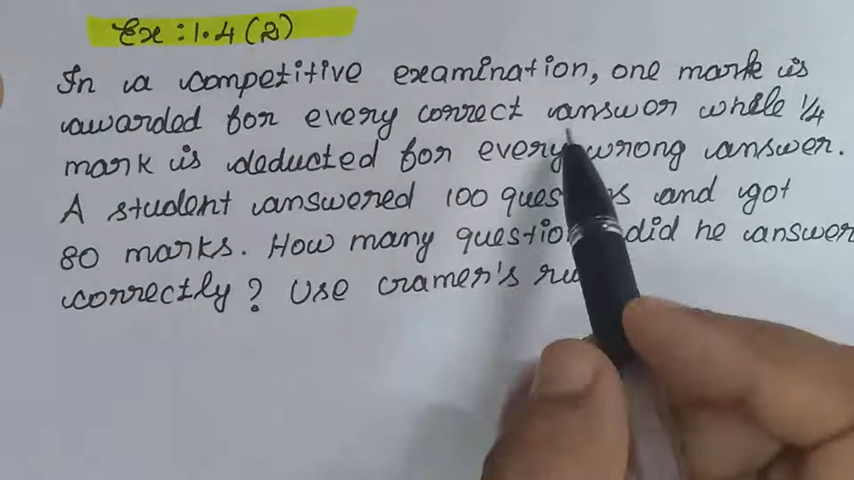 Ex : 1.4 (2)
In a competitive examination, one mark is
awarded for every correct answer while 1/4
mark is deducted for every wrong answer.
A student answered 100 and got
80 marks. How many did he answer
correctly? Use cramer's